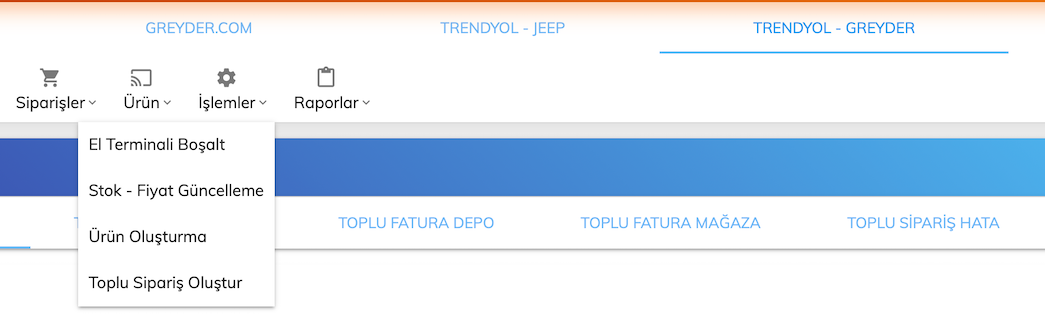 GREYDER.COM
TRENDYOL - JEEP
TRENDYOL - GREYDER
Siparişler
Ürün
İşlemler
Raporlar
El Terminali Boşalt
Stok - Fiyat Güncelleme
Ürün Oluşturma
Toplu Sipariş Oluştur
TOPLU FATURA DEPO
TOPLU FATURA MAĞAZA
TOPLU SİPARİŞ HATA